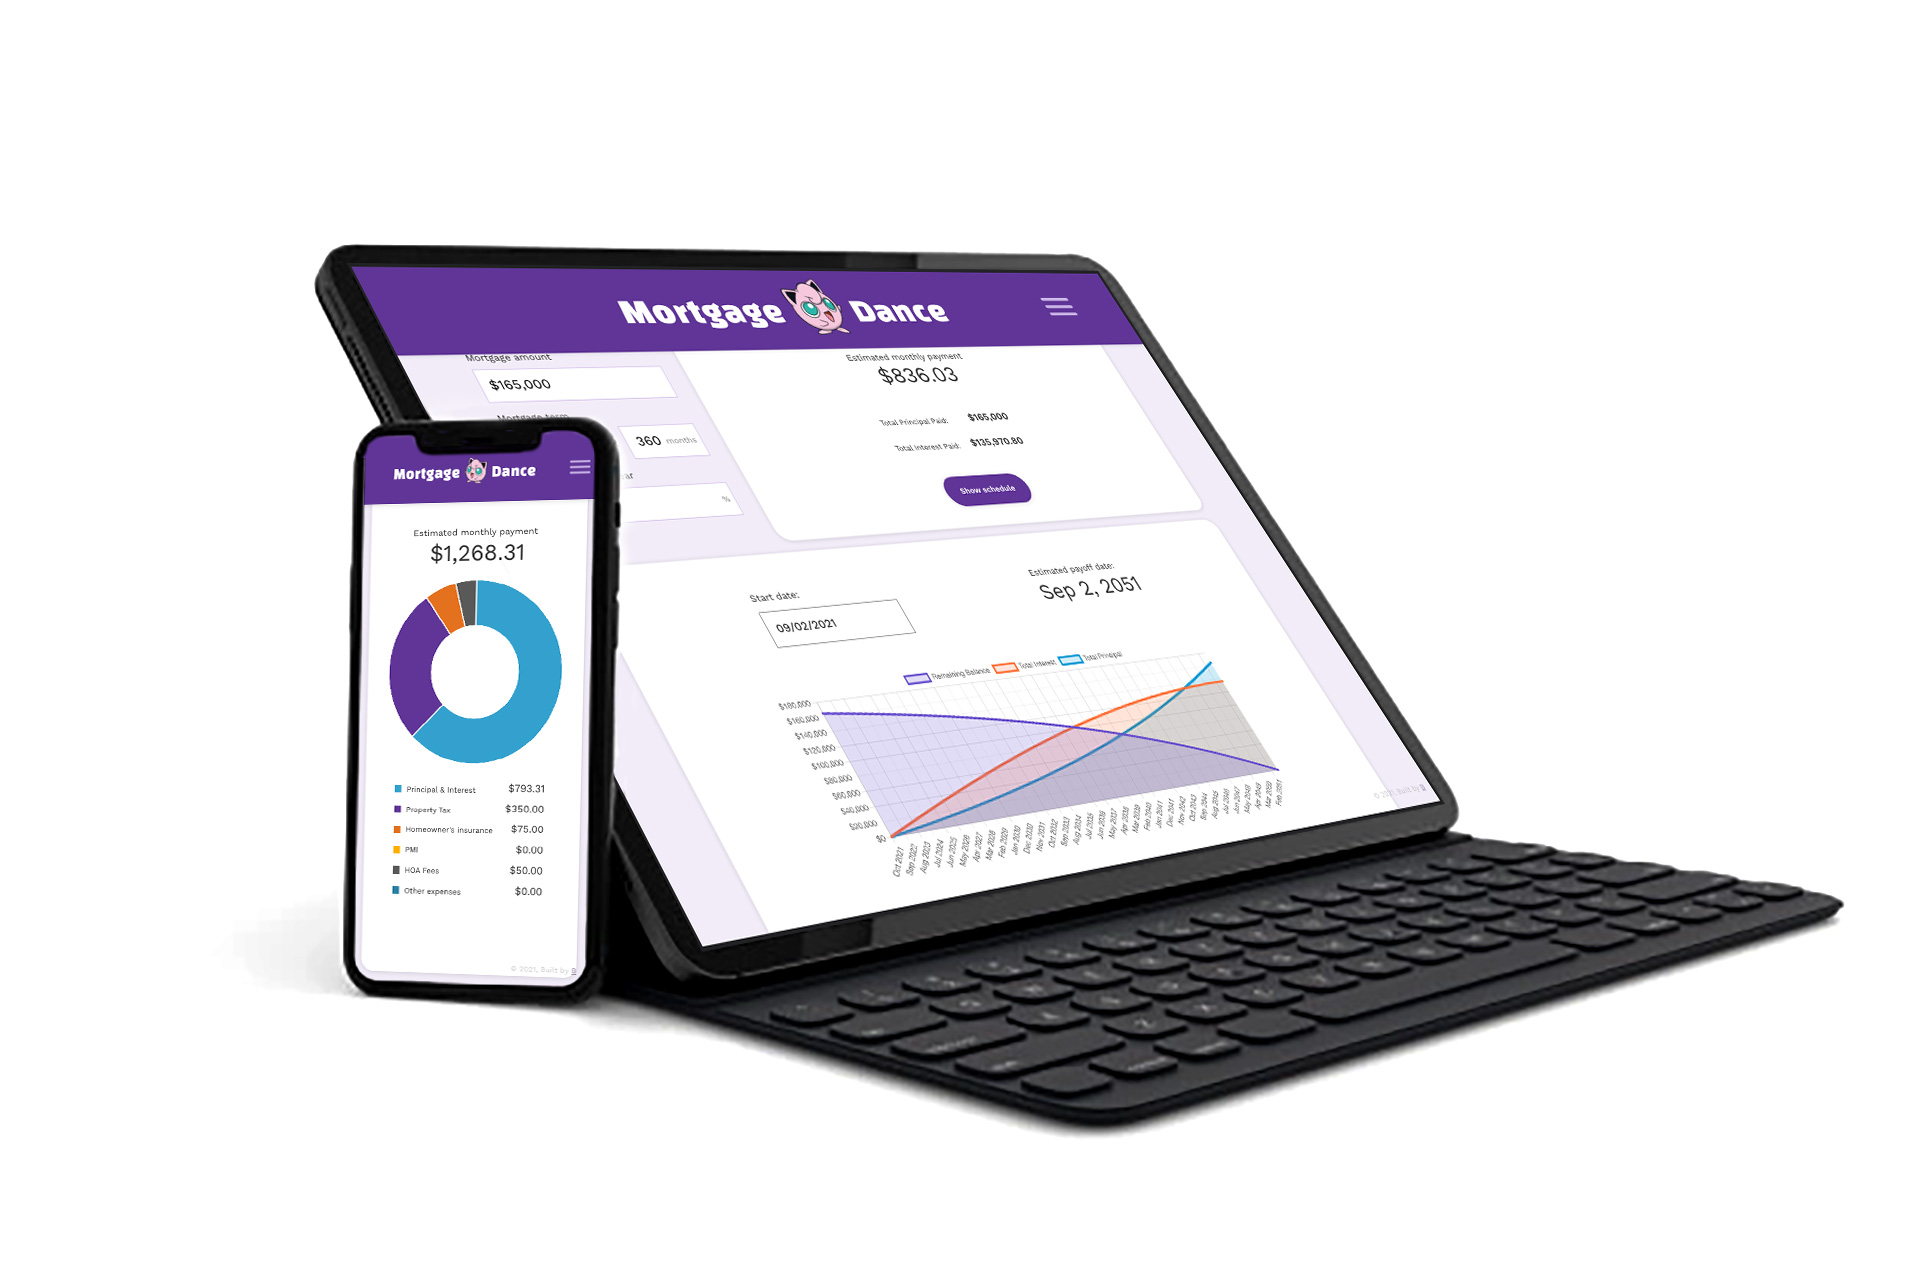 Mortgage Dance
Mortgage amount
$165,000
Mortgage term
360 months
%
Estimated monthly payment
$836.03
Total Principal Paid: $165,000
Total Interest Paid: $135,970.80
Show schedule
Start date:
09/02/2021
Estimated payoff date:
Sep 2, 2051
Remaining Balance Total Interest Total Principal
$180,000
$160,000
$140,000
$120,000
$100,000
$80,000
$60,000
$40,000
$20,000
$0
Oct 2021
Sep 2022
Aug 2023
Jul 2024
Jun 2025
May 2026
Apr 2027
Mar 2028
Feb 2029
Jan 2030
Dec 2030
Nov 2031
Oct 2032
Sep 2033
Aug 2034
Jul 2035
Jun 2036
May 2037
Apr 2038
Mar 2039
Feb 2040
Jan 2041
Dec 2041
Nov 2042
Oct 2043
Sep 2044
Aug 2045
Jul 2046
Jun 2047
May 2048
Apr 2049
Mar 2050
Feb 2051
© 2021, Built by B
Mortgage Dance
Estimated monthly payment
$1,268.31
Principal & Interest $793.31
Property Tax $350.00
Homeowner's insurance $75.00
PMI $0.00
HOA Fees $50.00
Other expenses $0.00
© 2021, Built by B